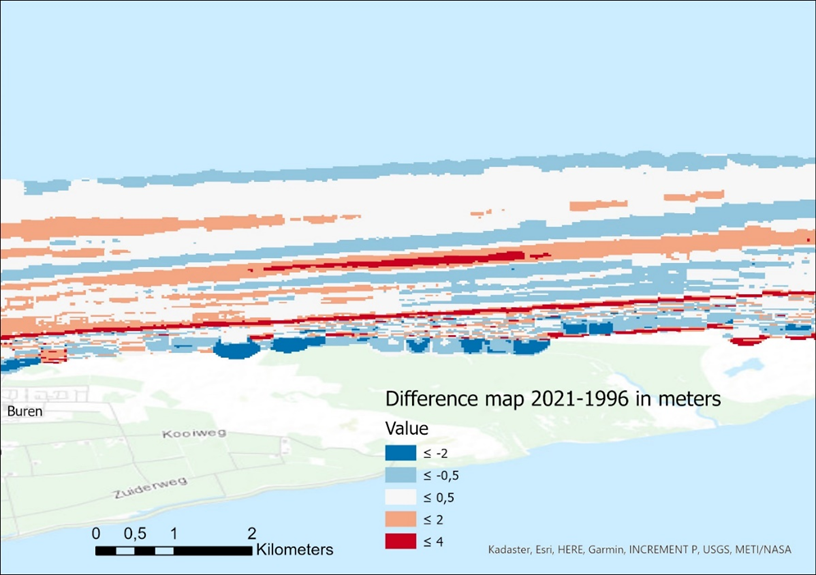 Difference map 2021-1996 in meters
Buren
Value
Kooiweg
≤ -2
≤ -0,5
Zuiderweg
≤ 0,5
≤ 2
0 0,5 1 2
≤ 4
Kilometers
Kadaster, Esri, HERE, Garmin, INCREMENT P, USGS, METI/NASA